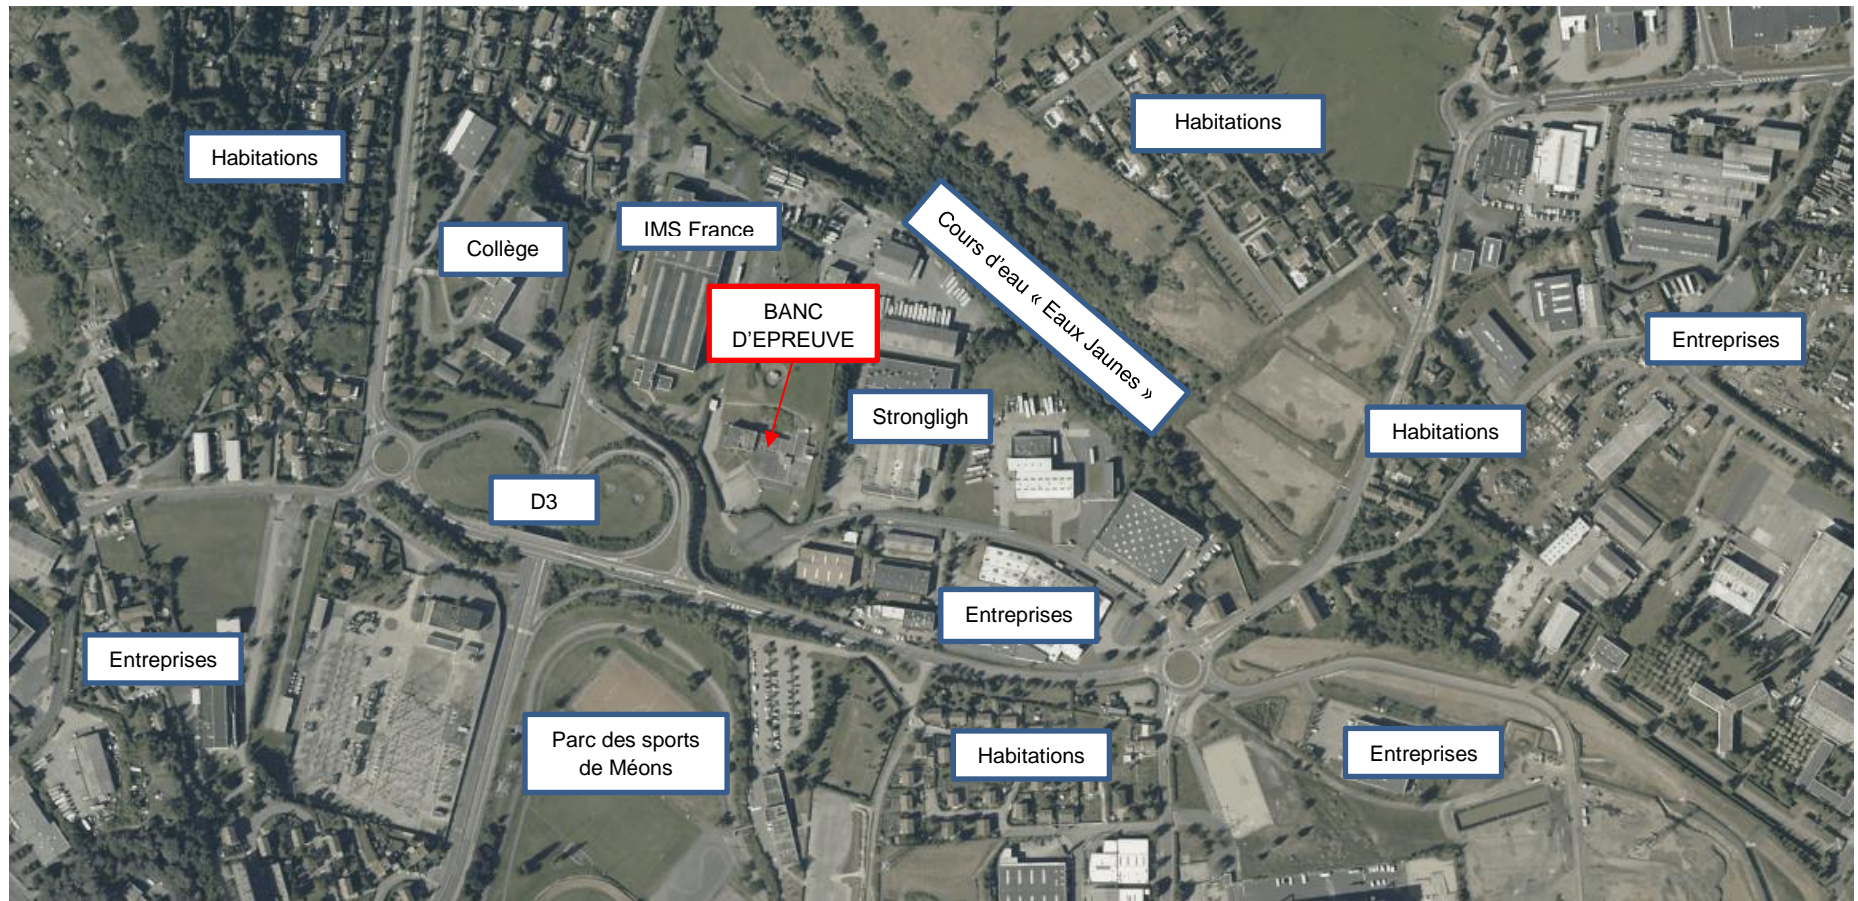 Habitations
Habitations
IMS France
Collège
Cours d'eau « Eaux Jaunes »
BANC
D'EPREUVE
Entreprises
Strongligh
Habitations
D3
Entreprises
Entreprises
Parc des sports
de Méons
Habitations
Entreprises